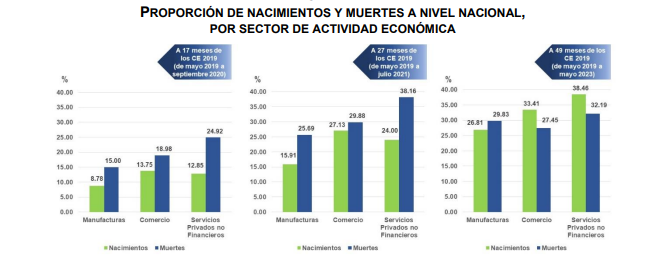 PROPORCIÓN DE NACIMIENTOS Y MUERTES A NIVEL NACIONAL,
POR SECTOR DE ACTIVIDAD ECONÓMICA
A 17 meses de
los CE 2019
(de mayo 2019 a
septiembre 2020)
%
40.00
35.00
30.00
25.00
20.00
15.00
10.00
5.00
0.00
8.78
15.00
13.75
18.98
12.85
24.92
Manufacturas
Comercio
Servicios
Privados no
Financieros
Nacimientos
Muertes
A 27 meses de
los CE 2019
(de mayo 2019 a
julio 2021)
%
40.00
35.00
30.00
25.00
20.00
15.00
10.00
5.00
0.00
15.91
25.69
27.13
29.88
24.00
38.16
Manufacturas
Comercio
Servicios
Privados no
Financieros
Nacimientos
Muertes
A 49 meses de los
CE 2019
(de mayo 2019 a
mayo 2023)
%
40.00
35.00
30.00
25.00
20.00
15.00
10.00
5.00
0.00
26.81
29.83
33.41
27.45
38.46
32.19
Manufacturas
Comercio
Servicios
Privados no
Financieros
Nacimientos
Muertes